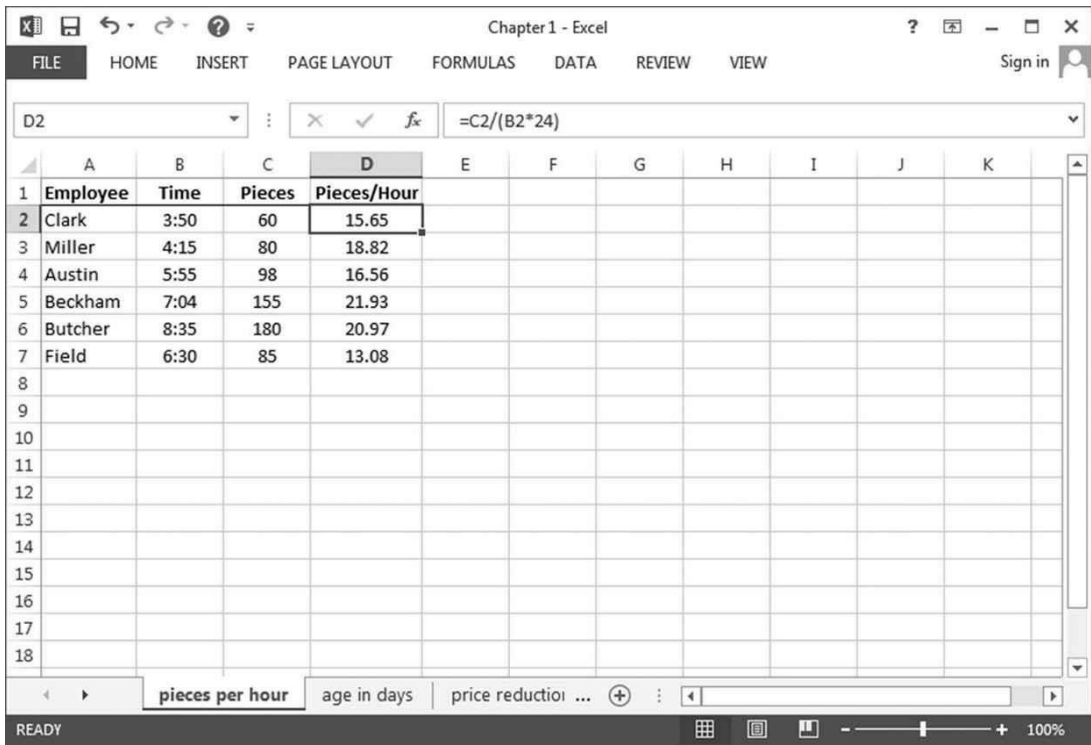 Chapter 1 - Excel ?
FILE HOME INSERT PAGE LAYOUT FORMULAS DATA REVIEW VIEW Sign in
D2 fx =C2/(B2*24)
A B C D E F G H I J K
1 Employee Time Pieces Pieces/Hour
2 Clark 3:50 60 15.65
3 Miller 4:15 80 18.82
4 Austin 5:55 98 16.56
5 Beckham 7:04 155 21.93
6 Butcher 8:35 180 20.97
7 Field 6:30 85 13.08
8
9
10
11
12
13
14
15
16
17
18
pieces per hour age in days price reduction ...
READY 100%